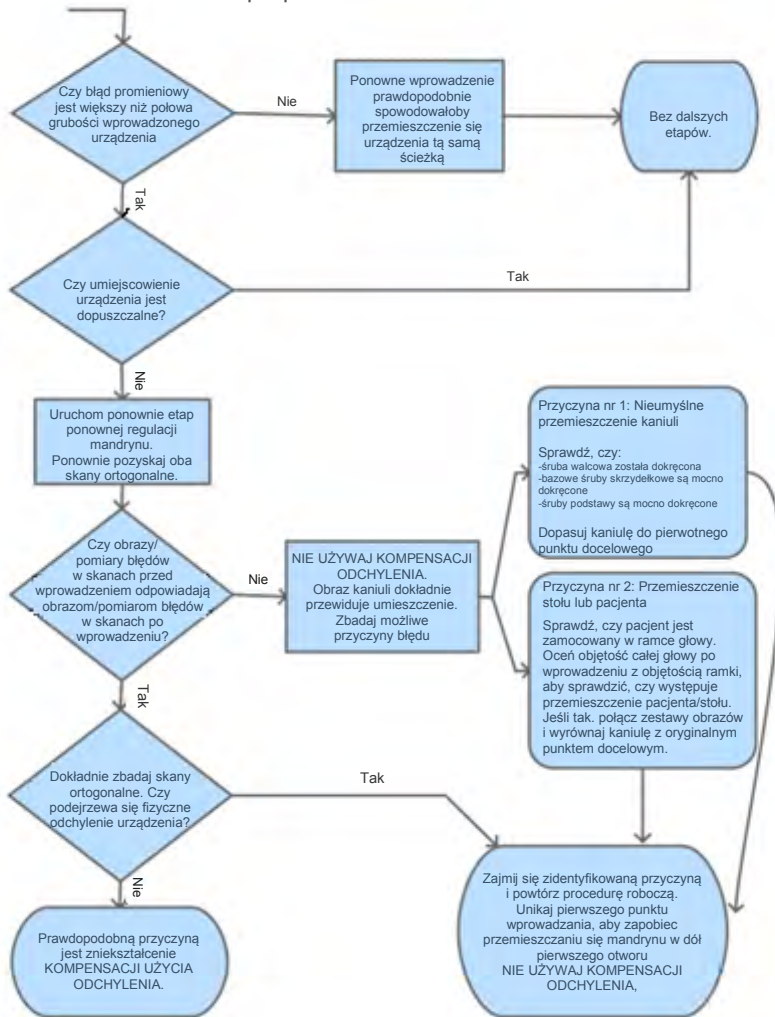 Czy błąd promieniowy
jest większy niż połowa
grubości wprowadzonego
urządzenia
Nie
Ponowne wprowadzenie
prawdopodobnie
spowodowałoby
przemieszczenie się
urządzenia tą samą
ścieżką
Bez dalszych
etapów.
Tak
Czy umiejscowienie
urządzenia jest
dopuszczalne?
Tak
Nie
Uruchom ponownie etap
ponownej regulacji
mandrynu.
Ponownie pozyskaj oba
skany ortogonalne.
Czy obrazy/
pomiary błędów
w skanach przed
wprowadzeniem odpowiadają
obrazom/pomiarom błędów
w skanach po
wprowadzeniu?
Nie
NIE UŻYWAJ KOMPENSACJI
ODCHYLENIA.
Obraz kaniuli dokładnie
przewiduje umieszczenie.
Zbadaj możliwe
przyczyny błędu
Przyczyna nr 1: Nieumyślne
przemieszczenie kaniuli
Sprawdź, czy:
-śruba walcowa została dokręcona
-bazowe śruby skrzydełkowe są mocno
dokręcone
-śruby podstawy są mocno dokręcone
Dopasuj kaniulę do pierwotnego
punktu docelowego
Przyczyna nr 2: Przemieszczenie
stołu lub pacjenta
Sprawdź, czy pacjent jest
zamocowany w ramce głowy.
Oceń objętość całej głowy po
wprowadzeniu z objętością ramki,
aby sprawdzić, czy występuje
przemieszczenie pacjenta/stołu.
Jeśli tak. połącz zestawy obrazów
i wyrównaj kaniulę z oryginalnym
punktem docelowym.
Tak
Dokładnie zbadaj skany
ortogonalne. Czy
podejrzewa się fizyczne
odchylenie urządzenia?
Tak
Nie
Prawdopodobną przyczyną
jest zniekształcenie
KOMPENSACJI UŻYCIA
ODCHYLENIA.
Zajmij się zidentyfikowaną przyczyną
i powtórz procedurę roboczą.
Unikaj pierwszego punktu
wprowadzania, aby zapobiec
przemieszczaniu się mandrynu w dół
pierwszego otworu
NIE UŻYWAJ KOMPENSACJI
ODCHYLENIA,